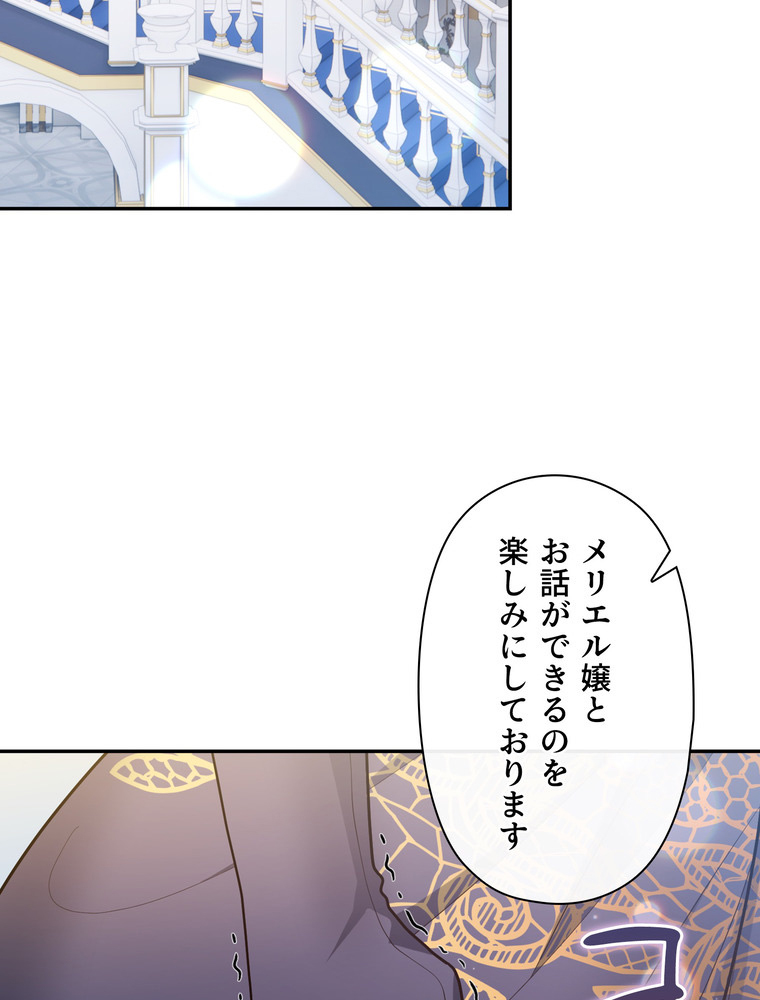 メリエル嬢と
お話ができるのを
楽しみにしております